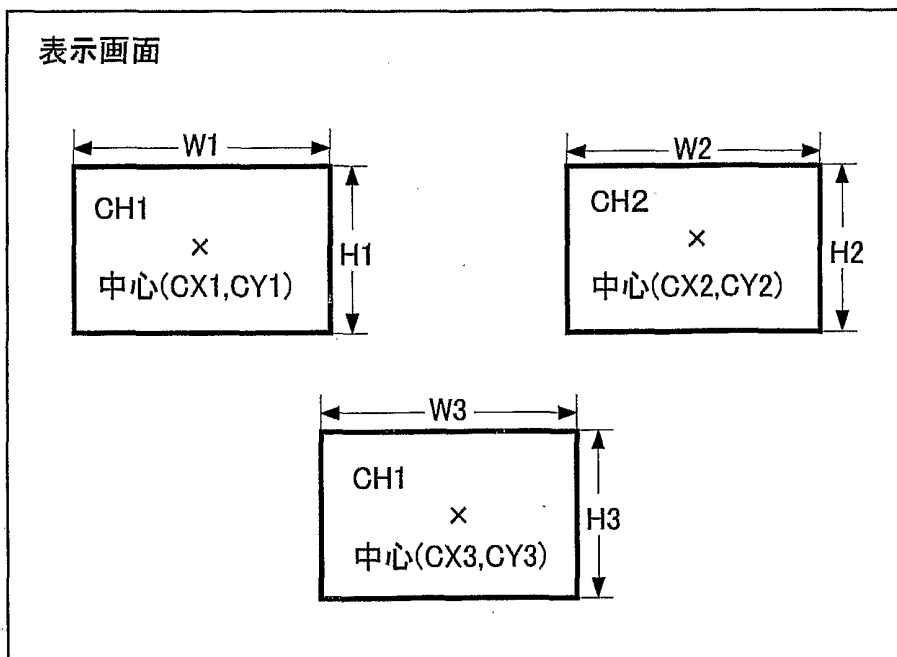 表示画面
W1
W2
CH1
H1
中心(CX1,CY1)
CH2
H2
中心(CX2,CY2)
W3
CH1
H3
中心(CX3,CY3)